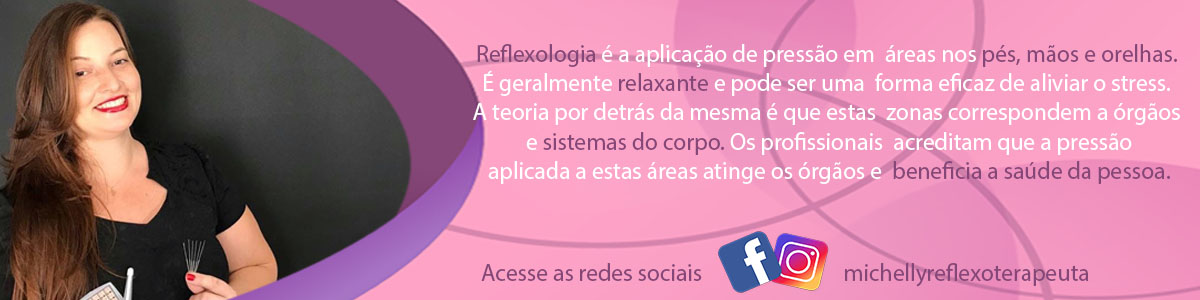 Reflexologia é a aplicação de pressão em áreas nos pés, mãos e orelhas.
É geralmente relaxante e pode ser uma forma eficaz de aliviar o stress.
A teoria por detrás da mesma é que estas zonas correspondem a órgãos
e sistemas do corpo. Os profissionais acreditam que a pressão
aplicada a estas áreas atinge os órgãos e beneficia a saúde da pessoa.
Acesse as redes sociais michellyreflexoterapeuta